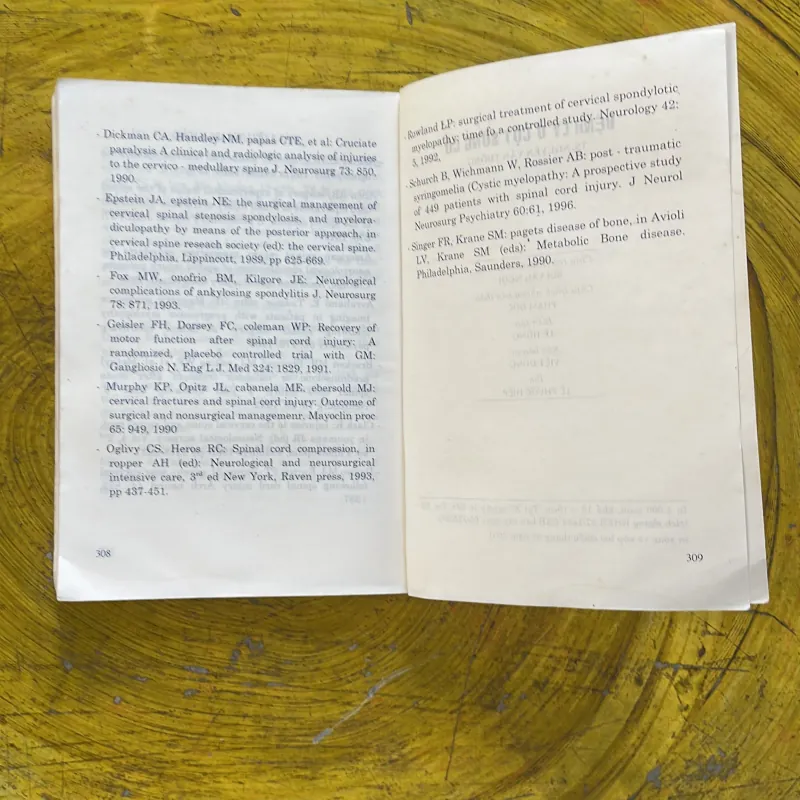 - Dickman CA, Handley NM, papas CTE, et al: Cruciate
paralysis A clinical and radiologic analysis of injuries
to the cervico - medullary spine J. Neurosurg 73: 850,
1990.
- Epstein JA, epstein NE: the surgical management of
cervical spinal stenosis spondylosis, and myelora-
diculopathy by means of the posterior approach, in
cervical spine reseach society (ed): the cervical spine.
Philadelphia, Lippincott, 1989, pp 625-669.
- Fox MW, onofrio BM, Kilgore JE: Neurological
complications of ankylosing spondylitis J. Neurosurg
78: 871, 1993.
- Geisler FH, Dorsey FC, coleman WP: Recovery of
motor function after spinal cord injury: A
randomized, placebo controlled trial with GM:
Gangliosie N. Eng L J. Med 324: 1829, 1991.
- Murphy KP, Opitz JL, cabanela ME, ebersold MJ:
cervical fractures and spinal cord injury: Outcome of
surgical and nonsurgical managemenr. Mayoclin proc
65: 949, 1990
- Oglivy CS, Heros RC: Spinal cord compression, in
ropper AH (ed): Neurological and neurosurgical
intensive care, 3rd ed New York, Raven press, 1993,
pp 437-451.
308
- Rowland LP: surgical treatment of cervical spondylotic
myelopathy: time fo a controlled study. Neurology 42:
5, 1992.
- Schurch B, Wichmann W, Rossier AB: post - traumatic
syringomelia (Cystic myelopathy: A prospective study
of 449 patients with spinal cord injury. J Neurol
Neurosurg Psychiatry 60:61, 1996.
- Singer FR, Krane SM: pagets disease of bone, in Avioli
LV, Krane SM (eds): Metabolic Bone disease.
Philadelphia, Saunders, 1990.
309